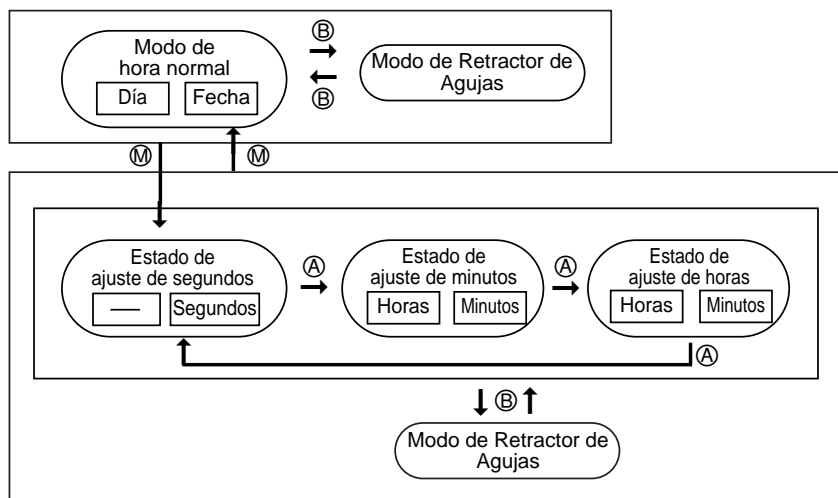 Modo de
hora normal
Día
Fecha
Ⓑ
Ⓑ
Modo de Retractor de
Agujas
Ⓜ
Ⓜ
Estado de
ajuste de segundos
—
Segundos
Ⓐ
Estado de
ajuste de minutos
Horas
Minutos
Ⓐ
Estado de
ajuste de horas
Horas
Minutos
Ⓐ
Ⓑ
Modo de Retractor de
Agujas